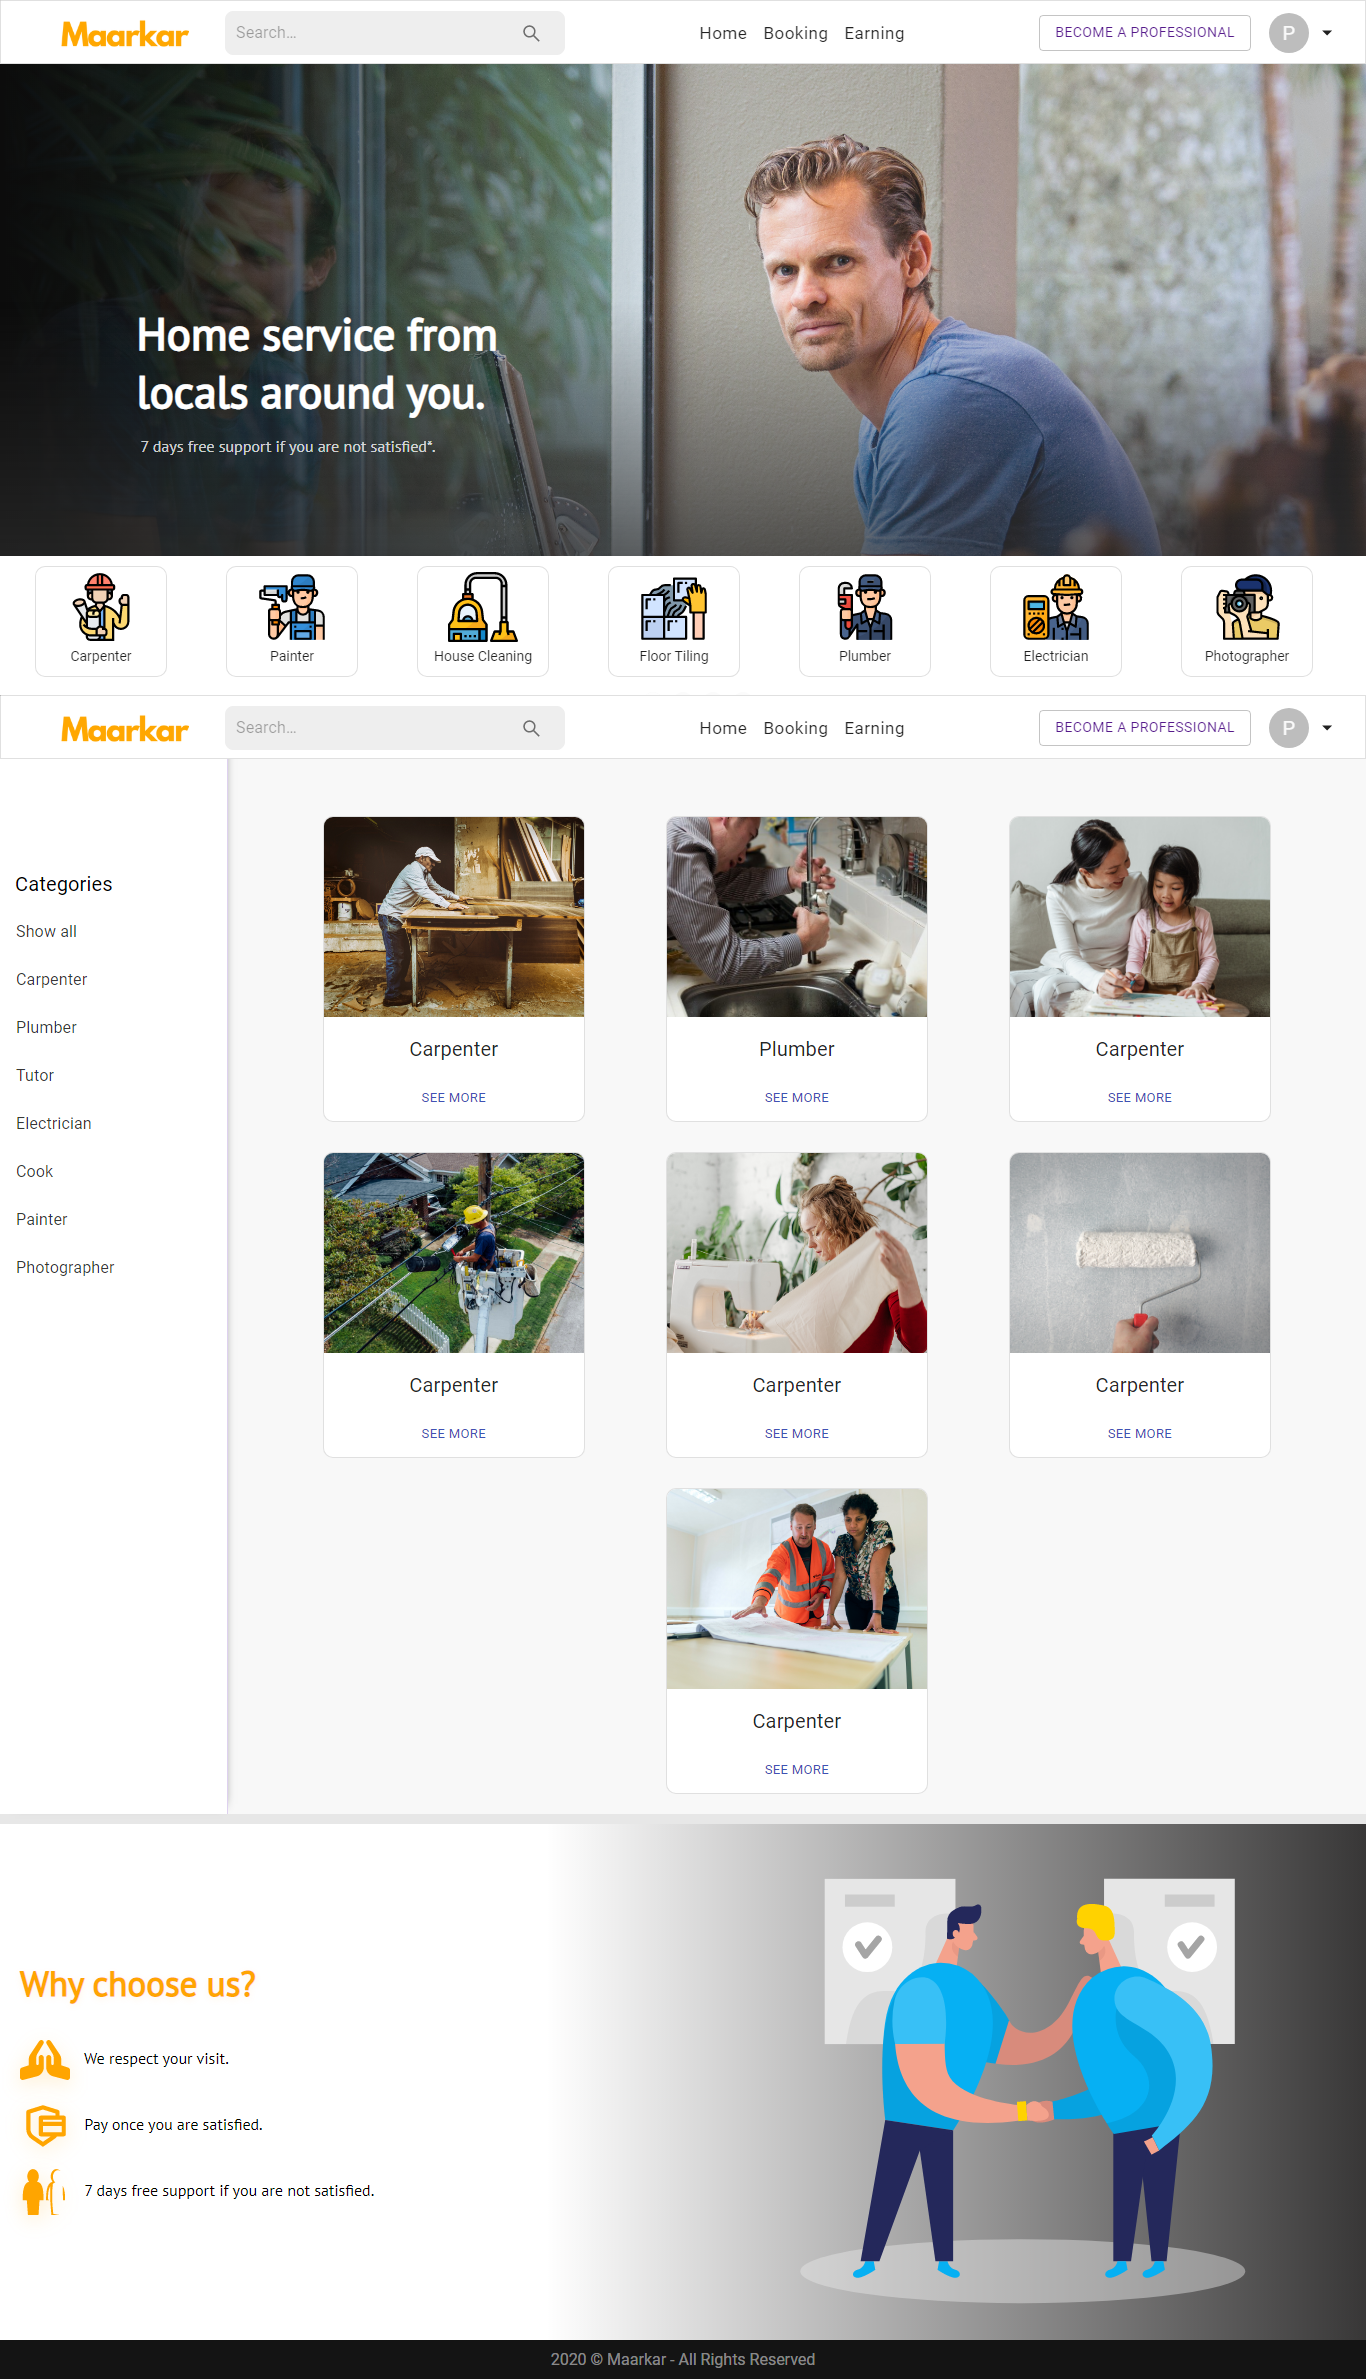 Maarkar
Search...
Home Booking Earning
BECOME A PROFESSIONAL
P
Home service from
locals around you.
7 days free support if you are not satisfied*.
Carpenter
Painter
House Cleaning
Floor Tiling
Plumber
Electrician
Photographer
Maarkar
Search...
Home Booking Earning
BECOME A PROFESSIONAL
P
Categories
Show all
Carpenter
Plumber
Tutor
Electrician
Cook
Painter
Photographer
Carpenter
SEE MORE
Plumber
SEE MORE
Carpenter
SEE MORE
Carpenter
SEE MORE
Carpenter
SEE MORE
Carpenter
SEE MORE
Carpenter
SEE MORE
Why choose us?
We respect your visit.
Pay once you are satisfied.
7 days free support if you are not satisfied.
2020 © Maarkar - All Rights Reserved